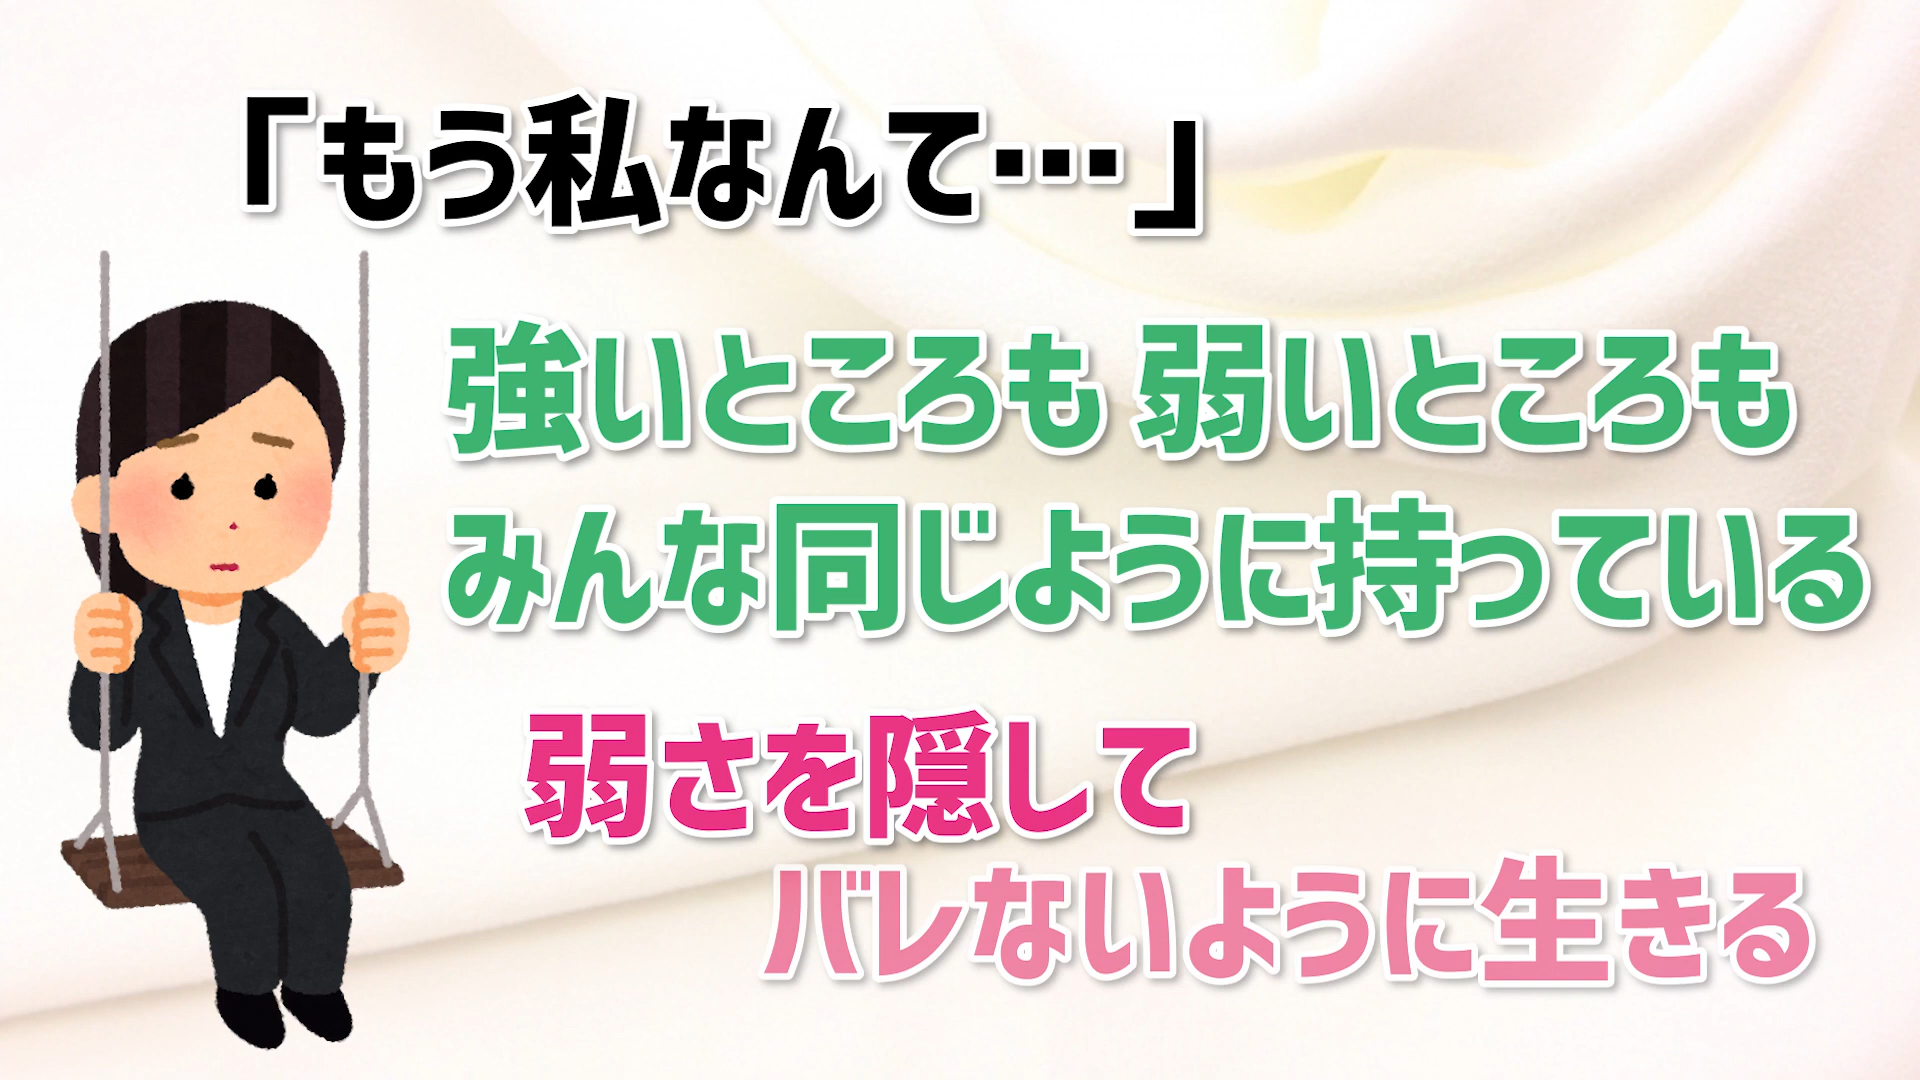 「もう私なんて…」
強いところも 弱いところも
みんな同じように持っている
弱さを隠して
バレないように生きる